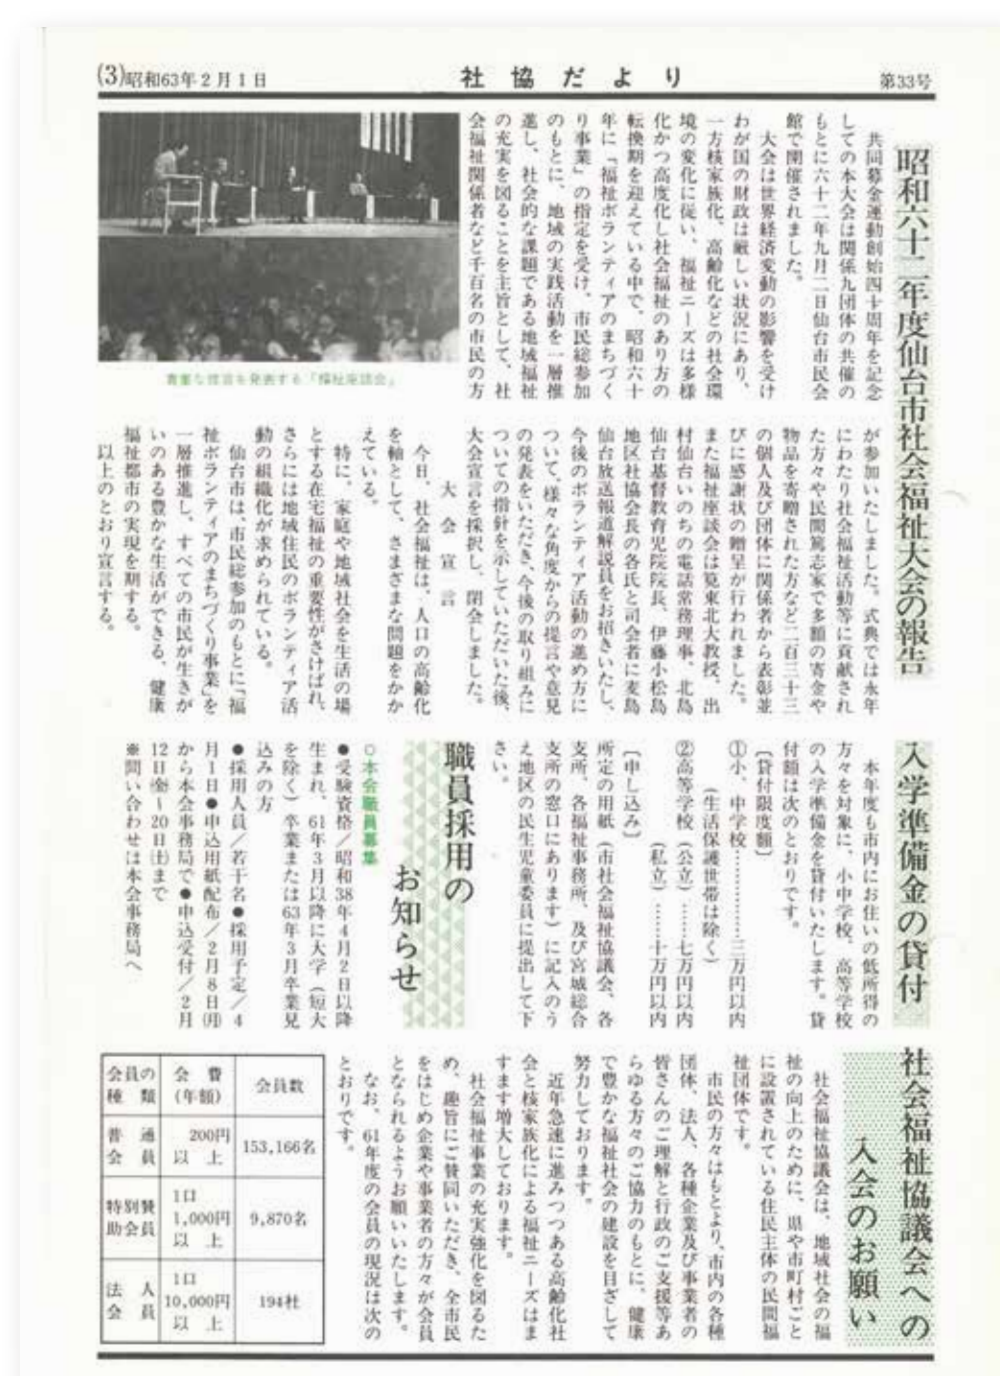 (3)昭和63年2月1日
社協だより
第33号
昭和六十二年度仙台市社会福祉大会の報告
共同募金運動創始四十周年を記念
しての本大会は関係九団体の共催の
もとに六十二年九月二日仙台市民会
館で開催されました。
大会は世界経済変動の影響を受け
わが国の財政は厳しい状況にあり、
一方核家族化、高齢化などの社会環
境の変化に従い、福祉ニーズは多様
化かつ高度化し社会福祉のあり方の
転換期を迎えている中で、昭和六十
年に「福祉ボランティアのまちづく
り事業」の指定を受け、市民総参加
のもとに、地域の実践活動を一層推
進し、社会的な課題である地域福祉
の充実を図ることを主旨として、社
会福祉関係者など千百名の市民の方
貴重な提言を発表する「福祉座談会」
が参加いたしました。式典では永年
にわたり社会福祉活動等に貢献され
た方々や民間篤志家で多額の寄金や
物品を寄贈された方など二百三十三
の個人及び団体に関係者から表彰並
びに感謝状の贈呈が行われました。
また福祉座談会は筧東北大教授、出
村仙台いのちの電話常務理事、北島
仙台基督教育児院院長、伊藤小松島
地区社協会長の各氏と司会者に麦島
仙台放送報道解説員をお招きいたし、
今後のボランティア活動の進め方に
ついて、様々な角度からの提言や意見
の発表をいただき、今後の取り組みに
ついての指針を示していただいた後、
大会宣言を採択し、閉会しました。
大会宣言
今日、社会福祉は、人口の高齢化
を軸として、さまざまな問題をかか
えている。
特に、家庭や地域社会を生活の場
とする在宅福祉の重要性がさけばれ、
さらには地域住民のボランティア活
動の組織化が求められている。
仙台市は、市民総参加のもとに「福
祉ボランティアのまちづくり事業」を
一層推進し、すべての市民が生きが
いのある豊かな生活ができる、健康
福祉都市の実現を期する。
以上のとおり宣言する。
入学準備金の貸付
本年度も市内にお住いの低所得の
方々を対象に、小中学校、高等学校
の入学準備金を貸付いたします。貸
付額は次のとおりです。
〔貸付限度額〕
①小、中学校……………三万円以内
（生活保護世帯は除く）
②高等学校（公立）……七万円以内
（私立）……十万円以内
〔申し込み〕
所定の用紙（市社会福祉協議会、各
支所、各福祉事務所、及び宮城総合
支所の窓口にあります）に記入のう
え地区の民生児童委員に提出して下
さい。
職員採用の
お知らせ
○本会職員募集
●受験資格／昭和38年4月2日以降
生まれ、61年3月以降に大学（短大
を除く）卒業または63年3月卒業見
込みの方
●採用人員／若干名●採用予定／4
月1日●申込用紙配布／2月8日(月)
から本会事務局で●申込受付／2月
12日(金)～20日(土)まで
※問い合わせは本会事務局へ
社会福祉協議会への
入会のお願い
社会福祉協議会は、地域社会の福
祉の向上のために、県や市町村ごと
に設置されている住民主体の民間福
祉団体です。
市民の方々はもとより、市内の各種
団体、法人、各種企業及び事業者の
皆さんのご理解と行政のご支援等あ
らゆる方々のご協力のもとに、健康
で豊かな福祉社会の建設を目ざして
努力しております。
近年急速に進みつつある高齢化社
会と核家族化による福祉ニーズはま
すます増大しております。
社会福祉事業の充実強化を図るた
め、趣旨にご賛同いただき、全市民
をはじめ企業や事業者の方々が会員
となられるようお願いいたします。
なお、61年度の会員の現況は次の
とおりです。
会員の種類 会費（年額） 会員数
普通会員 200円以上 153,166名
特別賛助会員 1口1,000円以上 9,870名
法人会員 1口10,000円以上 194社